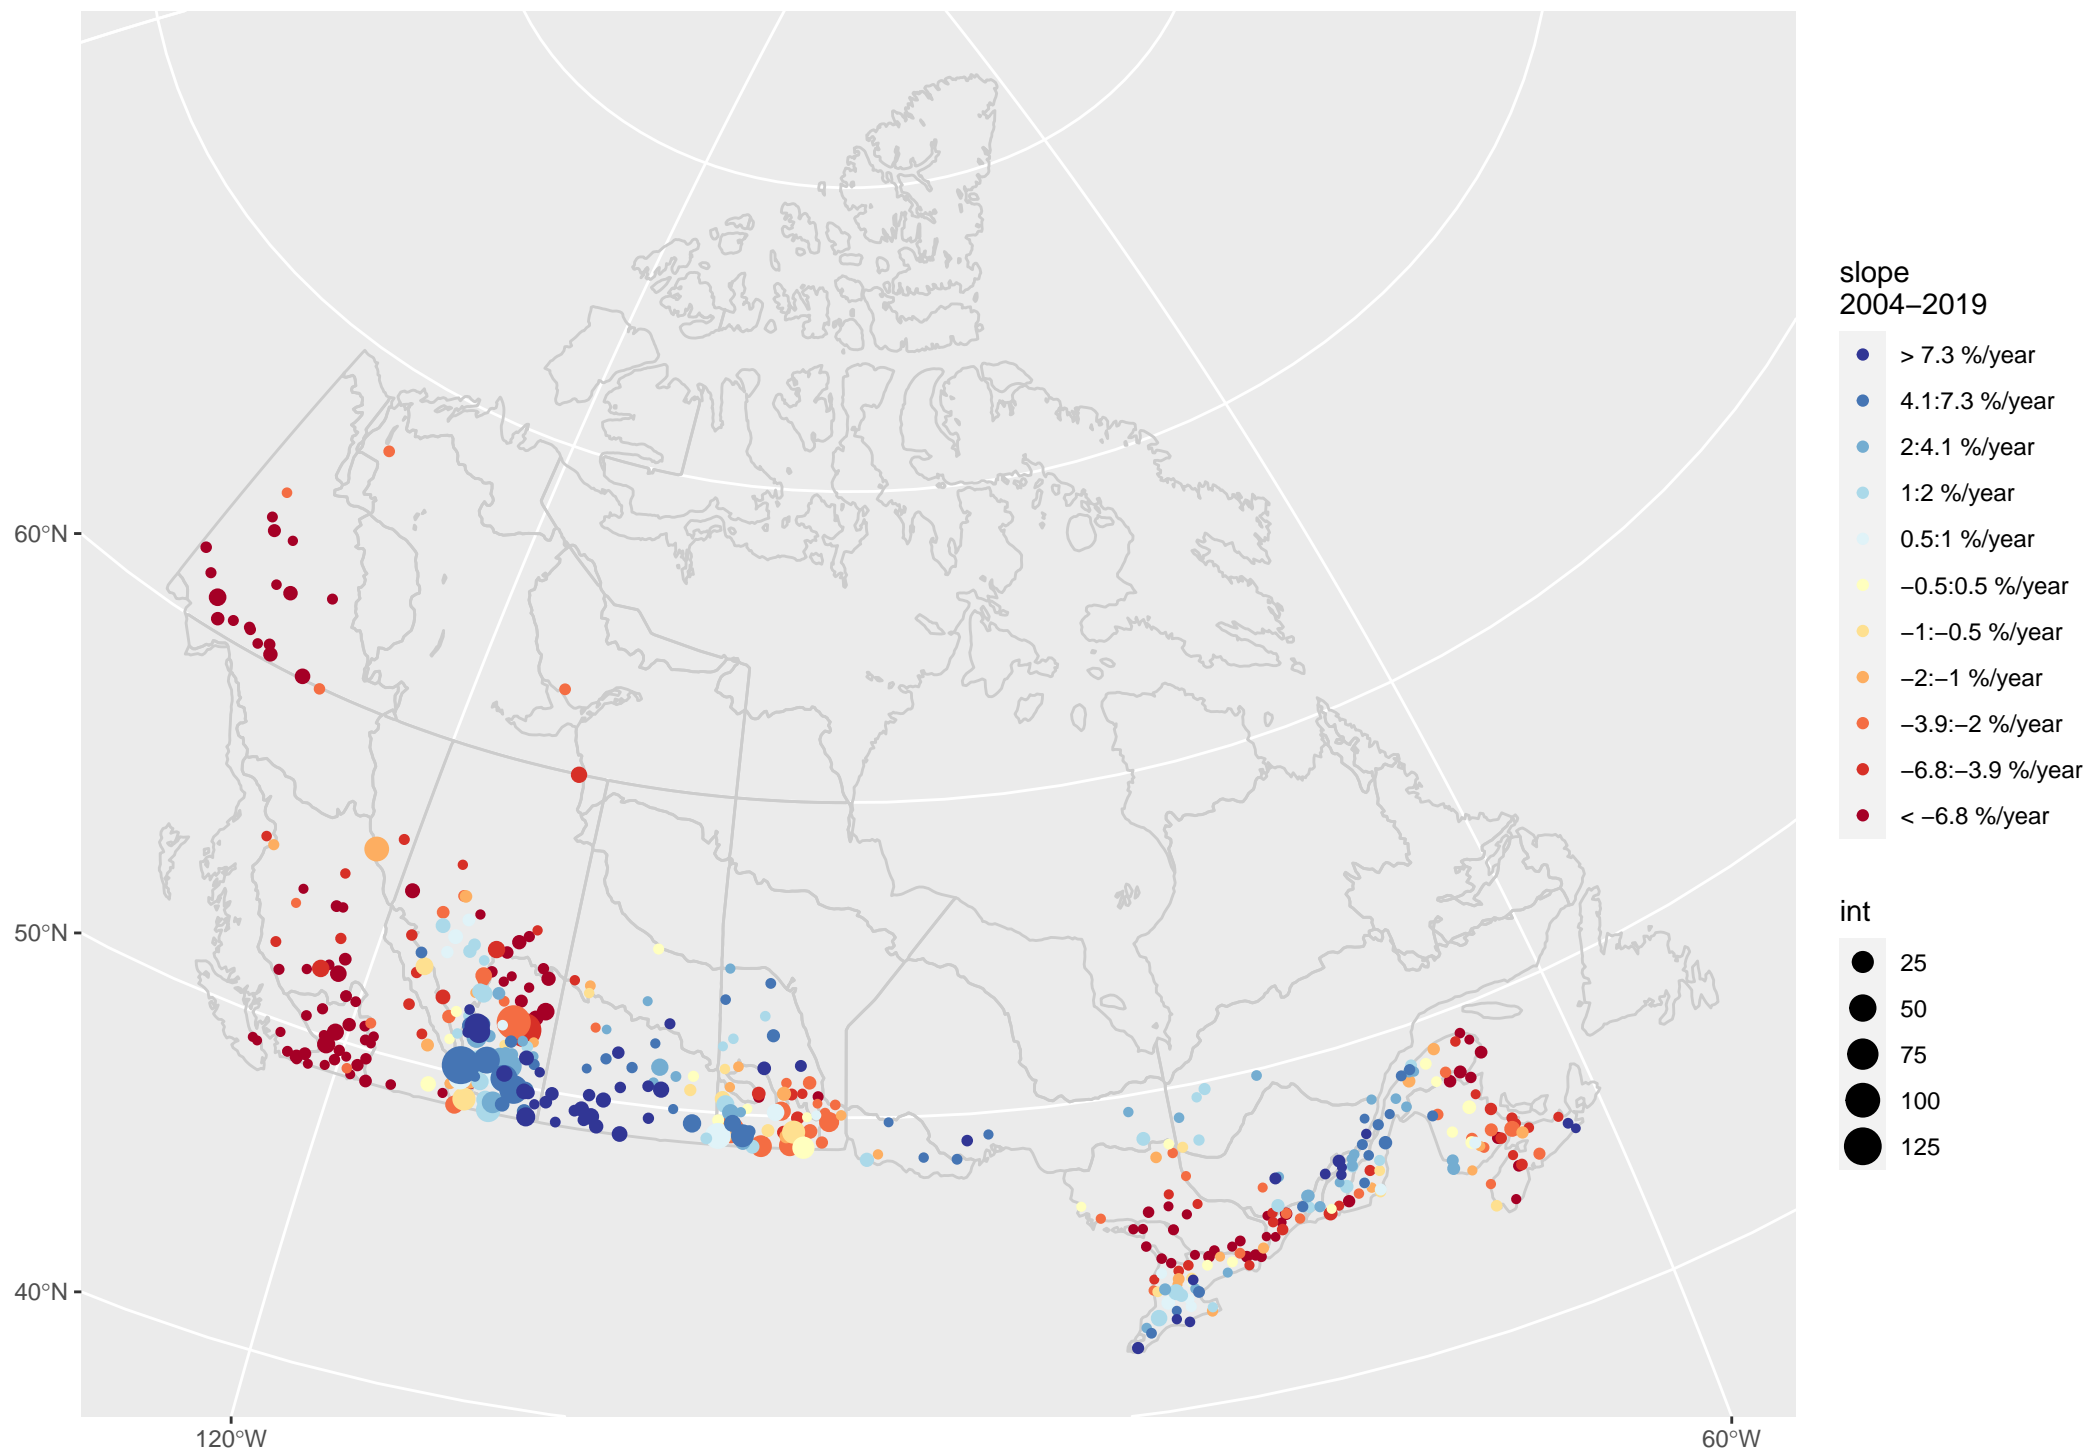 60°N
50°N
40°N
120°W
60°W
slope
2004−2019
> 7.3 %/year
4.1:7.3 %/year
2:4.1 %/year
1:2 %/year
0.5:1 %/year
−0.5:0.5 %/year
−1:−0.5 %/year
−2:−1 %/year
−3.9:−2 %/year
−6.8:−3.9 %/year
< −6.8 %/year
int
25
50
75
100
125